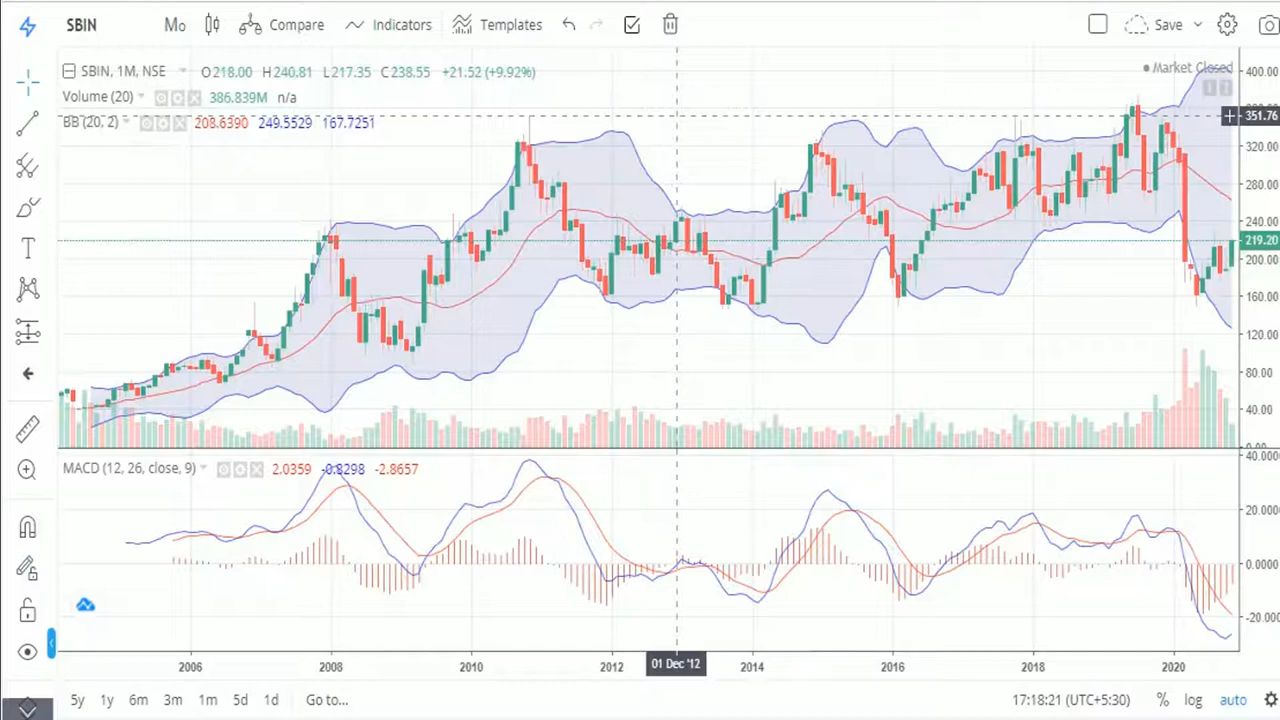 SBIN Mo Compare Indicators Templates Save
SBIN, 1M, NSE O218.00 H240.81 L217.35 C238.55 +21.52 (+9.92%)
Market Closed
Volume (20) 386.839M n/a
BB (20, 2) 208.6390 249.5529 167.7251
400.00
351.76
320.00
280.00
240.00
219.20
200.00
160.00
120.00
80.00
40.00
MACD (12, 26, close, 9) 2.0359 -0.8298 -2.8657
40.000
20.0000
0.0000
-20.000
2006 2008 2010 2012 01 Dec '12 2014 2016 2018 2020
5y 1y 6m 3m 1m 5d 1d Go to... 17:18:21 (UTC+5:30) % log auto